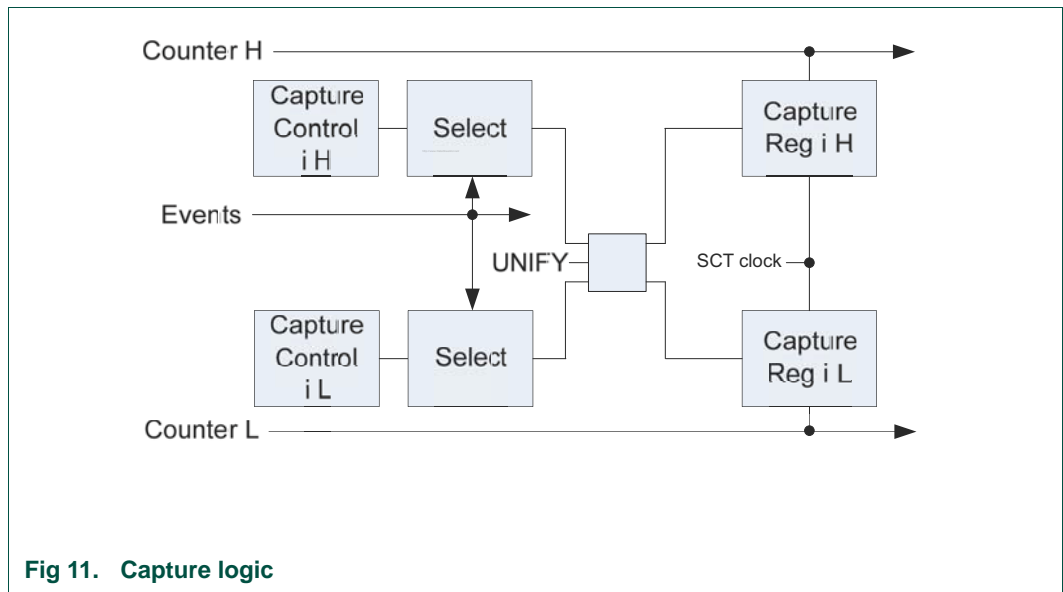 Counter H
Capture
Control
i H
Select
Capture
Reg i H
Events
UNIFY
SCT clock
Capture
Control
i L
Select
Capture
Reg i L
Counter L
Fig 11. Capture logic